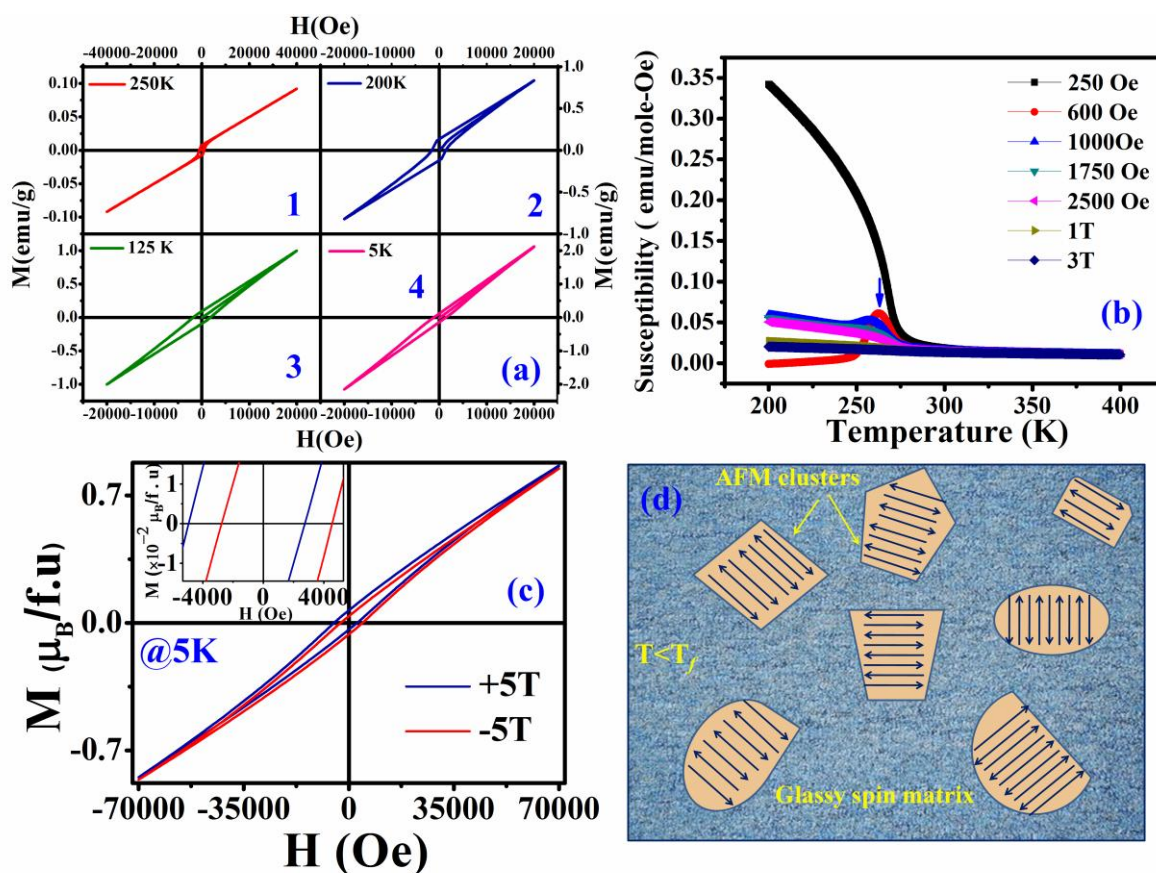 H(Oe)
-40000 -20000 0 20000 40000 -20000 -10000 0 10000 20000
M(emu/g)
0.10
0.05
0.00
-0.05
-0.10
250K
1
200K
2
1.0
0.5
0.0
-0.5
-1.0
M(emu/g)
1.0
0.5
0.0
-0.5
-1.0
125 K
3
5K
4
(a)
2.0
1.0
0.0
1.0
2.0
-20000 -10000 0 10000 20000 -20000 -10000 0 10000 20000
H(Oe)
Susceptibility ( emu/mole-Oe)
0.35
0.30
0.25
0.20
0.15
0.10
0.05
0.00
250 Oe
600 Oe
1000Oe
1750 Oe
2500 Oe
1T
3T
(b)
200 250 300 350 400
Temperature (K)
M (μB/f.u)
0.7
0.0
-0.7
M (×10⁻² μB/f.u)
1
0
-1
-4000 0 4000
H (Oe)
(c)
@5K
+5T
-5T
-70000 -35000 0 35000 70000
H (Oe)
(d)
AFM clusters
T<Tf
Glassy spin matrix